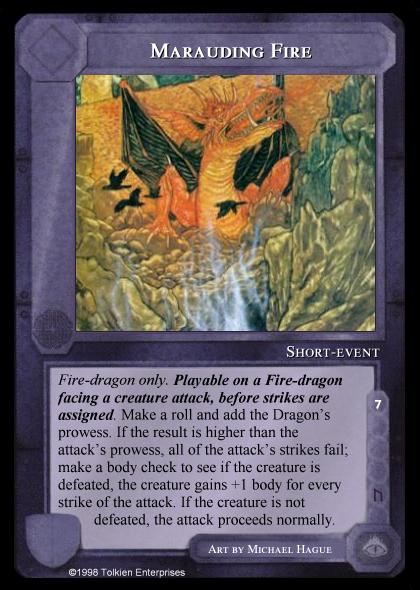 Marauding Fire
Short-event
Fire-dragon only. Playable on a Fire-dragon
facing a creature attack, before strikes are
assigned. Make a roll and add the Dragon's
prowess. If the result is higher than the
attack's prowess, all of the attack's strikes fail;
make a body check to see if the creature is
defeated, the creature gains +1 body for every
strike of the attack. If the creature is not
defeated, the attack proceeds normally.
7
Art by Michael Hague
©1998 Tolkien Enterprises